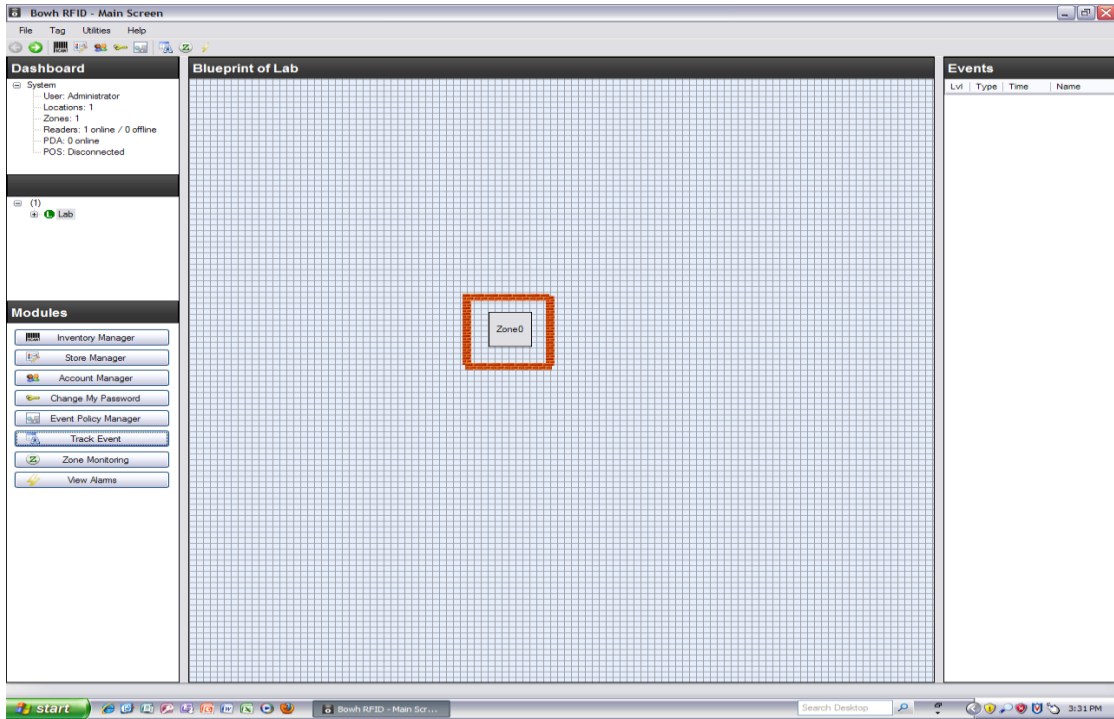 Bowh RFID - Main Screen
File Tag Utilities Help
Dashboard
System
User: Administrator
Locations: 1
Zones: 1
Readers: 1 online / 0 offline
PDA: 0 online
POS: Disconnected
(1)
Lab
Modules
Inventory Manager
Store Manager
Account Manager
Change My Password
Event Policy Manager
Track Event
Zone Monitoring
View Alarms
Blueprint of Lab
Zone0
Events
Lvl Type Time Name
start
Bowh RFID - Main Scr...
Search Desktop
3:31 PM